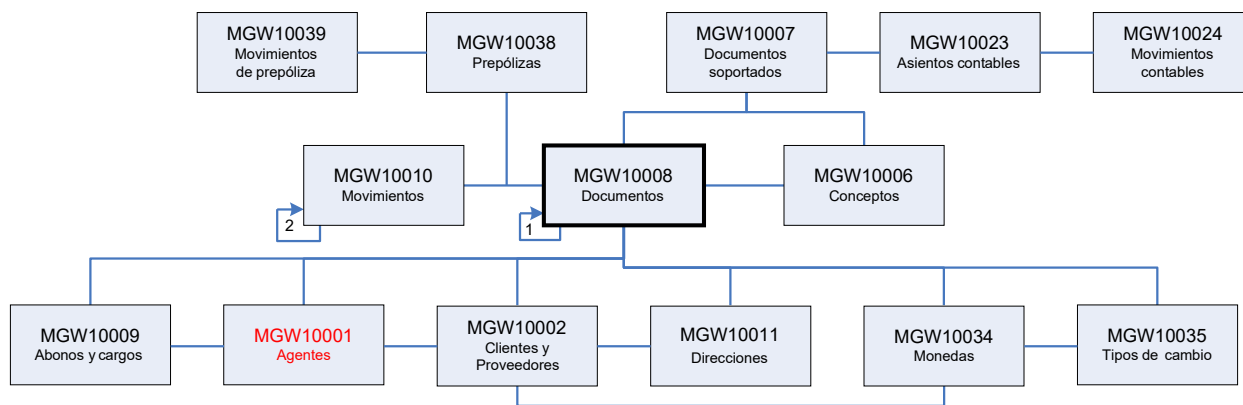 MGW10039
Movimientos
de prepóliza
MGW10038
Prepólizas
MGW10007
Documentos
soportados
MGW10023
Asientos contables
MGW10024
Movimientos
contables
MGW10010
Movimientos
2
MGW10008
Documentos
1
MGW10006
Conceptos
MGW10009
Abonos y cargos
MGW10001
Agentes
MGW10002
Clientes y
Proveedores
MGW10011
Direcciones
MGW10034
Monedas
MGW10035
Tipos de cambio